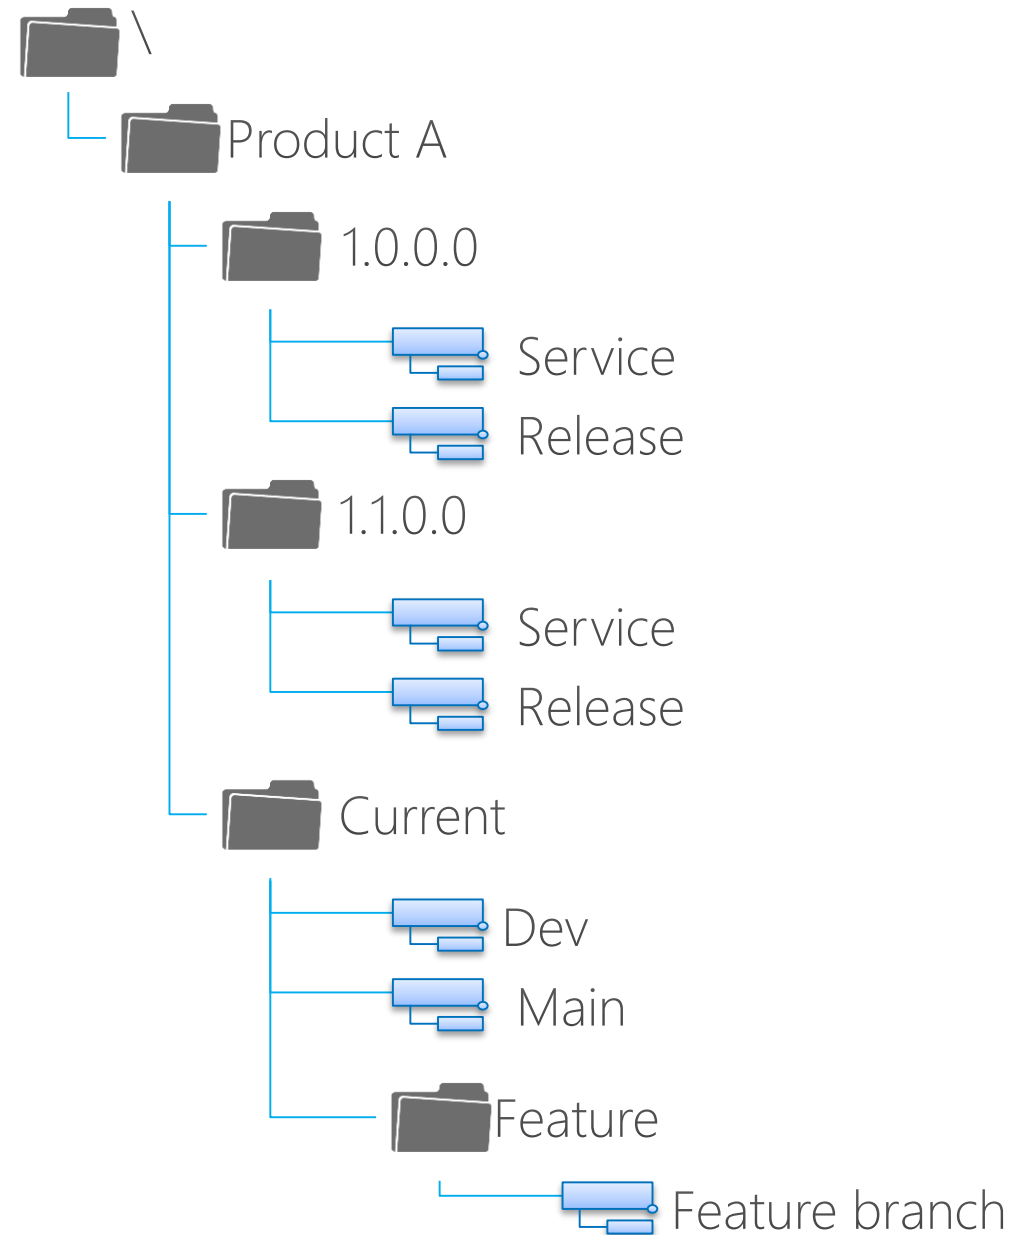 \
Product A
1.0.0.0
Service
Release
1.1.0.0
Service
Release
Current
Dev
Main
Feature
Feature branch